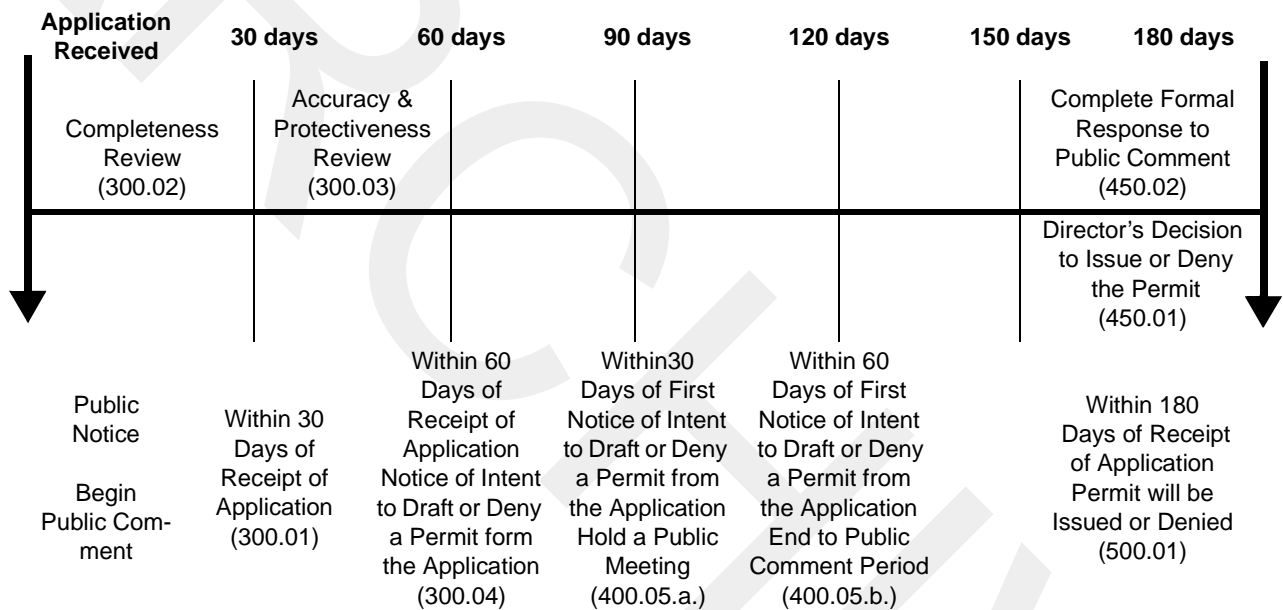 Application
Received
30 days
60 days
90 days
120 days
150 days
180 days
Completeness
Review
(300.02)
Accuracy &
Protectiveness
Review
(300.03)
Complete Formal
Response to
Public Comment
(450.02)
Director's Decision
to Issue or Deny
the Permit
(450.01)
Public
Notice
Begin
Public Com-
ment
Within 30
Days of
Receipt of
Application
(300.01)
Within 60
Days of
Receipt of
Application
Notice of Intent
to Draft or Deny
a Permit form
the Application
(300.04)
Within30
Days of First
Notice of Intent
to Draft or Deny
a Permit from
the Application
Hold a Public
Meeting
(400.05.a.)
Within 60
Days of First
Notice of Intent
to Draft or Deny
a Permit from
the Application
End to Public
Comment Period
(400.05.b.)
Within 180
Days of Receipt
of Application
Permit will be
Issued or Denied
(500.01)